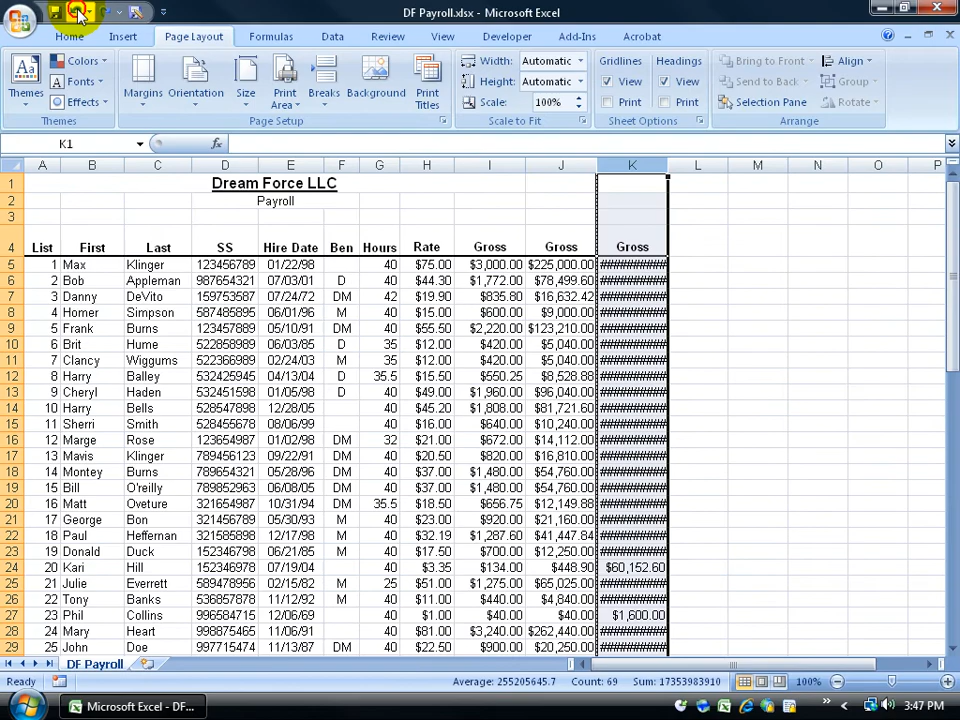 DF Payroll.xlsx - Microsoft Excel
Home Insert Page Layout Formulas Data Review View Developer Add-Ins Acrobat
Colors Width: Automatic Gridlines Headings Bring to Front Align
Fonts Height: Automatic View View Send to Back Group
Themes Effects Margins Orientation Size Print Area Breaks Background Print Titles Scale: 100% Print Print Selection Pane Rotate
Themes Page Setup Scale to Fit Sheet Options Arrange
K1 fx
A B C D E F G H I J K L M N O P
1 Dream Force LLC
2 Payroll
3
4 List First Last SS Hire Date Ben Hours Rate Gross Gross Gross
5 1 Max Klinger 123456789 01/22/98 40 $75.00 $3,000.00 $225,000.00 #########
6 2 Bob Appleman 987654321 07/03/01 D 40 $44.30 $1,772.00 $78,499.60 #########
7 3 Danny DeVito 159753587 07/24/72 DM 42 $19.90 $835.80 $16,632.42 #########
8 4 Homer Simpson 587485895 06/01/96 M 40 $15.00 $600.00 $9,000.00 #########
9 5 Frank Burns 123457889 05/10/91 DM 40 $55.50 $2,220.00 $123,210.00 #########
10 6 Brit Hume 522858989 06/03/85 D 35 $12.00 $420.00 $5,040.00 #########
11 7 Clancy Wiggums 522366989 02/24/03 M 35 $12.00 $420.00 $5,040.00 #########
12 8 Harry Balley 532425945 04/13/04 D 35.5 $15.50 $550.25 $8,528.88 #########
13 9 Cheryl Haden 532451598 01/05/98 D 40 $49.00 $1,960.00 $96,040.00 #########
14 10 Harry Bells 528547898 12/28/05 40 $45.20 $1,808.00 $81,721.60 #########
15 11 Sherri Smith 528455678 08/06/99 40 $16.00 $640.00 $10,240.00 #########
16 12 Marge Rose 123654987 01/02/98 DM 32 $21.00 $672.00 $14,112.00 #########
17 13 Mavis Klinger 789456123 09/22/91 DM 40 $20.50 $820.00 $16,810.00 #########
18 14 Montey Burns 789654321 05/28/96 DM 40 $37.00 $1,480.00 $54,760.00 #########
19 15 Bill O'reilly 789852963 06/08/05 DM 40 $37.00 $1,480.00 $54,760.00 #########
20 16 Matt Oveture 321654987 10/31/94 DM 35.5 $18.50 $656.75 $12,149.88 #########
21 17 George Bon 321456789 05/30/93 M 40 $23.00 $920.00 $21,160.00 #########
22 18 Paul Heffernan 321585898 12/17/98 M 40 $32.19 $1,287.60 $41,447.84 #########
23 19 Donald Duck 152346798 06/21/85 M 40 $17.50 $700.00 $12,250.00 #########
24 20 Kari Hill 152346978 07/19/04 40 $3.35 $134.00 $448.90 $60,152.60
25 21 Julie Everrett 589478956 02/15/82 M 25 $51.00 $1,275.00 $65,025.00 #########
26 22 Tony Banks 536857878 11/12/92 M 40 $11.00 $440.00 $4,840.00 #########
27 23 Phil Collins 996584715 12/06/69 40 $1.00 $40.00 $40.00 $1,600.00
28 24 Mary Heart 998875465 11/06/91 40 $81.00 $3,240.00 $262,440.00 #########
29 25 John Doe 997715474 11/13/87 DM 40 $22.50 $900.00 $20,250.00 #########
DF Payroll
Ready Average: 255205645.7 Count: 69 Sum: 17353983910 100%
Microsoft Excel - DF... 3:47 PM